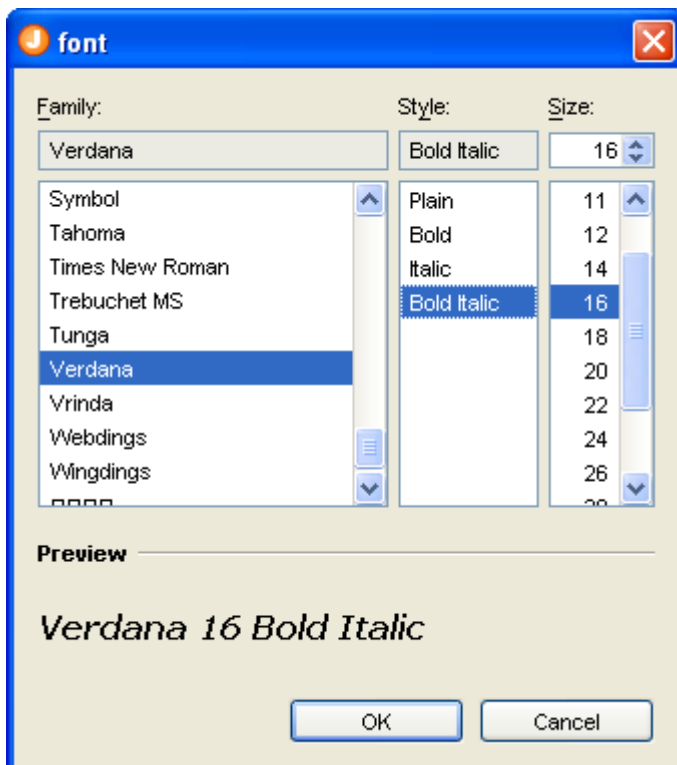 font
Family:
Style:
Size:
Verdana
Bold Italic
16
Symbol
Tahoma
Times New Roman
Trebuchet MS
Tunga
Verdana
Vrinda
Webdings
Wingdings
Plain
Bold
Italic
Bold Italic
11
12
14
16
18
20
22
24
26
Preview
Verdana 16 Bold Italic
OK
Cancel